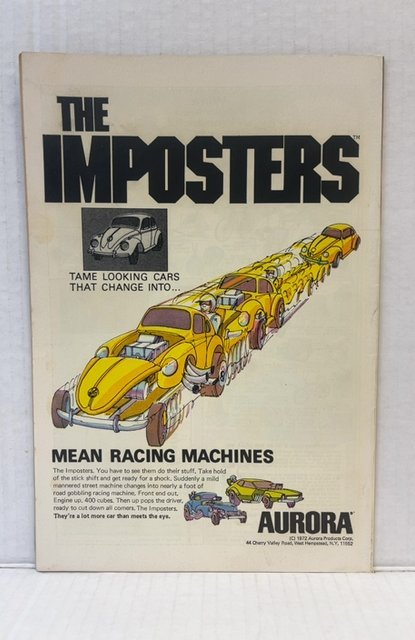 THE
IMPOSTERS™
TAME LOOKING CARS
THAT CHANGE INTO...
MEAN RACING MACHINES
The Imposters. You have to see them do their stuff. Take hold
of the stick shift and get ready for a shock. Suddenly a mild
mannered street machine changes into nearly a foot of
road gobbling racing machine. Front end out.
Engine up. 400 cubes. Then up pops the driver,
ready to cut down all comers. The Imposters.
They're a lot more car than meets the eye.
AURORA®
(C) 1972 Aurora Products Corp.
44 Cherry Valley Road, West Hempstead, N.Y. 11552